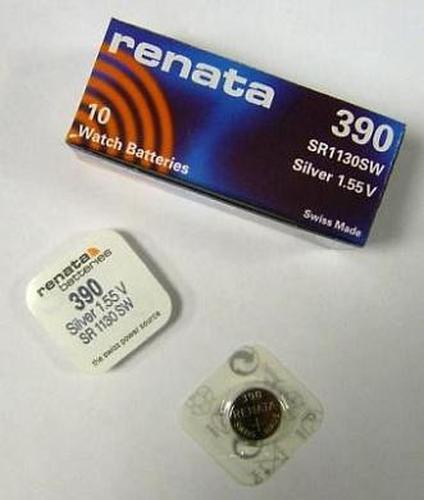 renata
10
Watch Batteries
390
SR1130SW
Silver 1.55 V
Swiss Made
renata
batteries
390
Silver 1.55 V
SR 1130 SW
the swiss power source
390
RENATA